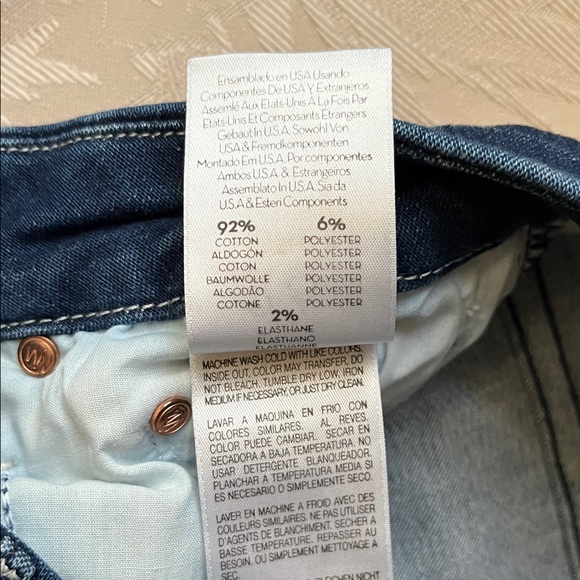 Ensamblado en USA Usando
Componentes De USA Y Extranjeros
Assemlé Aux Etats-Unis A La Fois Par
Etats-Unis Et Composants Etrangers
Gebaut In U.S.A. Sowohl Von
USA & Fremdkomponenten
Montado Em U.S.A. Por componentes
Ambos U.S.A & Estrangeiros
Assemblato In U.S.A. Sia da
U.S.A & Esteri Components
92% 6%
COTTON POLYESTER
ALDOGÓN POLYESTER
COTON POLYESTER
BAUMWOLLE POLYESTER
ALGODÃO POLYESTER
COTONE POLYESTER
2%
ELASTHANE
ELASTHANO
ELASTHANNE
MACHINE WASH COLD WITH LIKE COLORS.
INSIDE OUT. COLOR MAY TRANSFER. DO
NOT BLEACH. TUMBLE DRY LOW. IRON
MEDIUM IF NECESSARY, OR JUST DRY CLEAN.
LAVAR A MAQUINA EN FRIO CON
COLORES SIMILARES. AL REVES.
COLOR PUEDE CAMBIAR. SECAR EN
SECADORA A BAJA TEMPERATURA. NO
USAR DETERGENTE BLANQUEADOR.
PLANCHAR A TEMPERATURA MEDIA SI
ES NECESARIO O SIMPLEMENTE SECO.
LAVER EN MACHINE A FROID AVEC DES
COULEURS SIMILAIRES. NE PAS UTILISER
D'AGENTS DE BLANCHIMENT. SECHER A
BASSE TEMPERATURE. REPASSER AU
BESOIN. OU SIMPLEMENT METTOYAGE A
SEC.